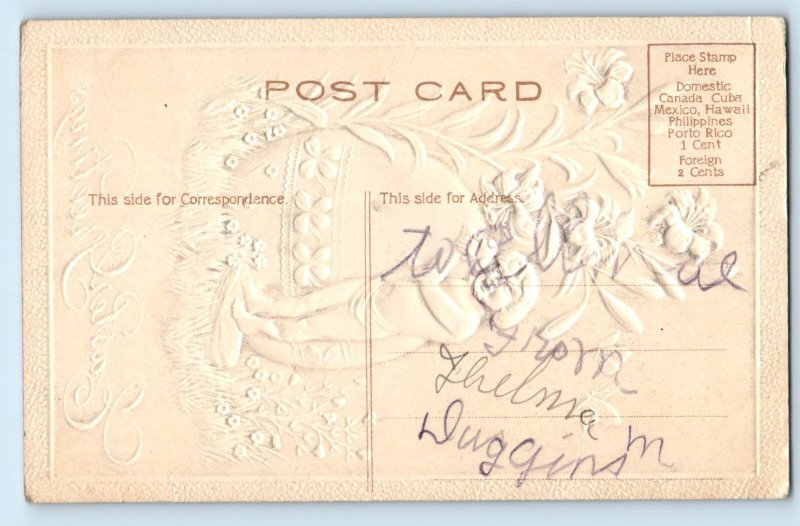 POST CARD
Place Stamp
Here
Domestic
Canada Cuba
Mexico, Hawaii
Philippines
Porto Rico
1 Cent
Foreign
2 Cents
This side for Correspondence.
This side for Address.
to
From
Thelma
Duggins m